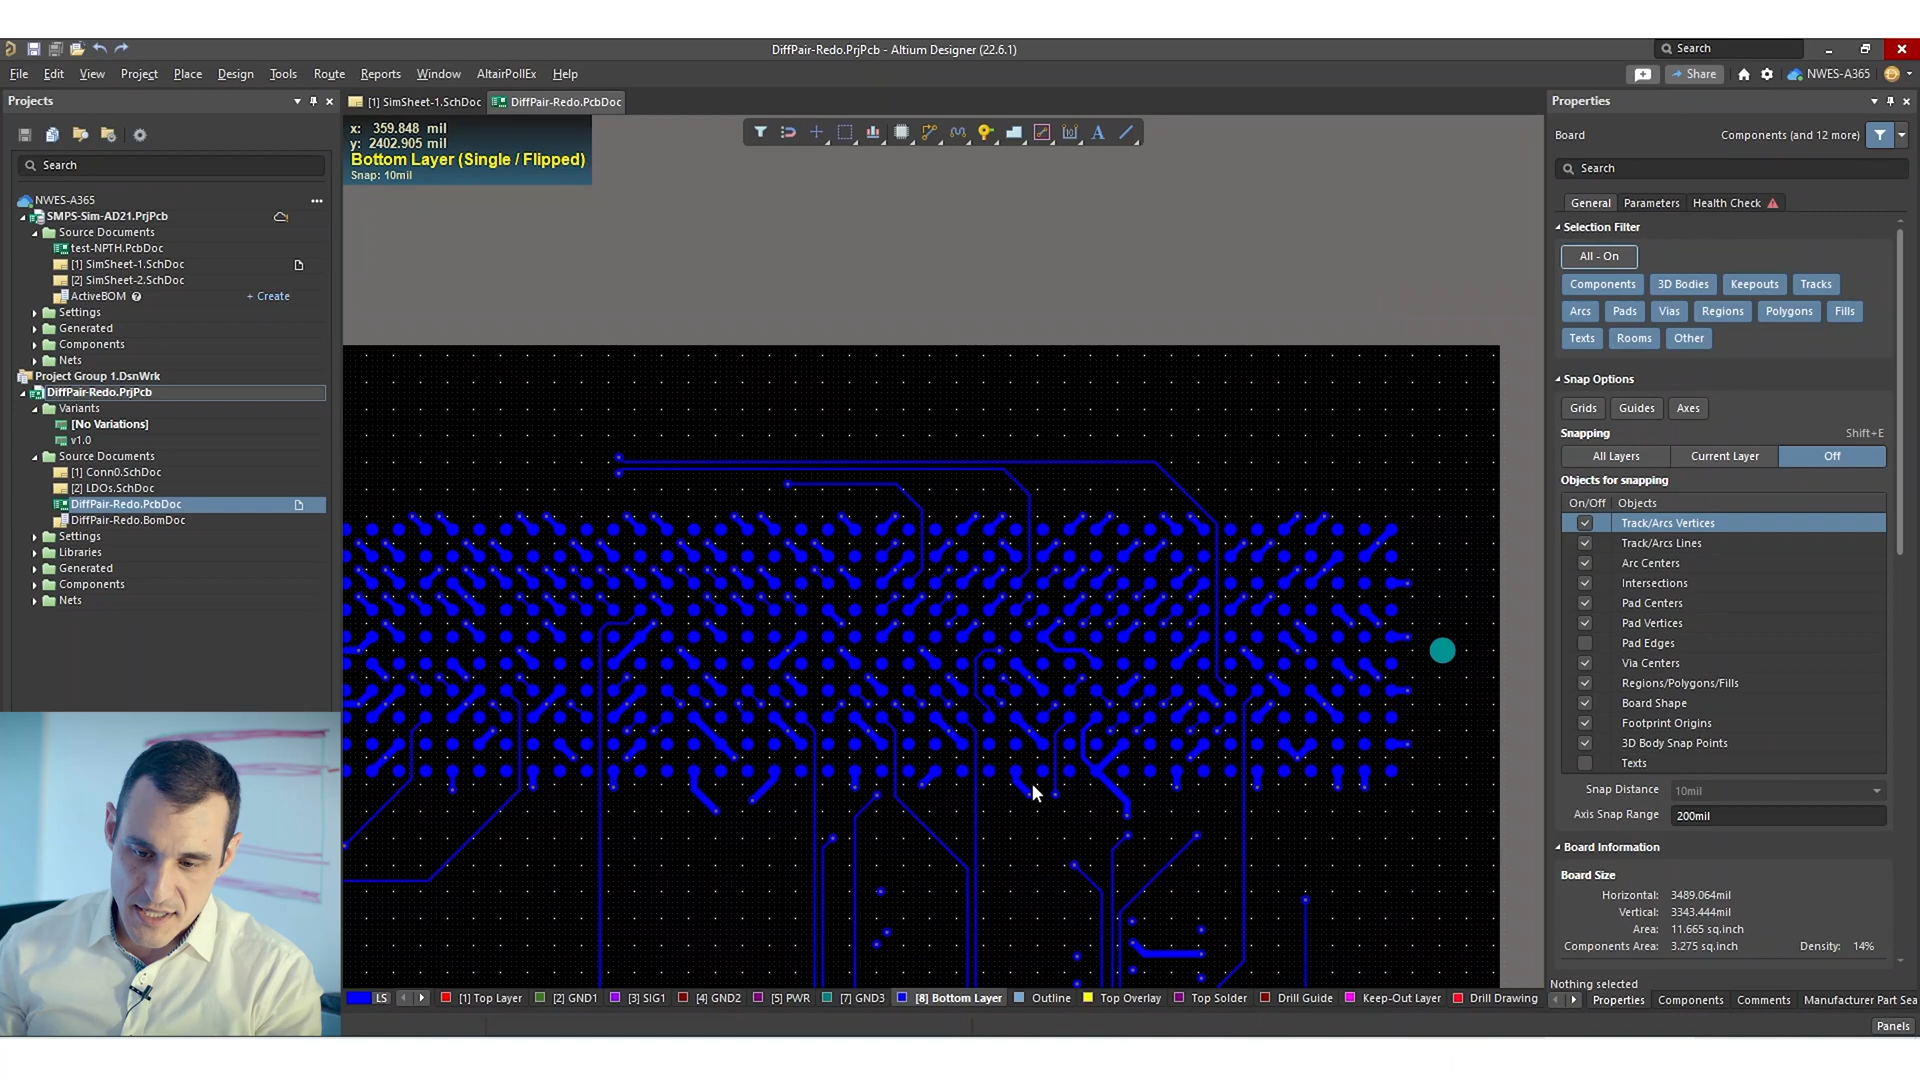 DiffPair-Redo.PrjPcb - Altium Designer (22.6.1)
Search
File Edit View Project Place Design Tools Route Reports Window AltairPollEx Help
Share
NWES-A365
Projects
Search
NWES-A365
SMPS-Sim-AD21.PrjPcb
Source Documents
test-NPTH.PcbDoc
[1] SimSheet-1.SchDoc
[2] SimSheet-2.SchDoc
ActiveBOM
+ Create
Settings
Generated
Components
Nets
Project Group 1.DsnWrk
DiffPair-Redo.PrjPcb
Variants
[No Variations]
v1.0
Source Documents
[1] Conn0.SchDoc
[2] LDOs.SchDoc
DiffPair-Redo.PcbDoc
DiffPair-Redo.BomDoc
Settings
Libraries
Generated
Components
Nets
[1] SimSheet-1.SchDoc
DiffPair-Redo.PcbDoc
x: 359.848 mil
y: 2402.905 mil
Bottom Layer (Single / Flipped)
Snap: 10mil
LS
[1] Top Layer
[2] GND1
[3] SIG1
[4] GND2
[5] PWR
[7] GND3
[8] Bottom Layer
Outline
Top Overlay
Top Solder
Drill Guide
Keep-Out Layer
Drill Drawing
Properties
Board
Components (and 12 more)
Search
General
Parameters
Health Check
Selection Filter
All - On
Components 3D Bodies Keepouts Tracks
Arcs Pads Vias Regions Polygons Fills
Texts Rooms Other
Snap Options
Grids Guides Axes
Snapping Shift+E
All Layers Current Layer Off
Objects for snapping
On/Off Objects
Track/Arcs Vertices
Track/Arcs Lines
Arc Centers
Intersections
Pad Centers
Pad Vertices
Pad Edges
Via Centers
Regions/Polygons/Fills
Board Shape
Footprint Origins
3D Body Snap Points
Texts
Snap Distance 10mil
Axis Snap Range 200mil
Board Information
Board Size
Horizontal: 3489.064mil
Vertical: 3343.444mil
Area: 11.665 sq.inch
Components Area: 3.275 sq.inch Density: 14%
Nothing selected
Properties Components Comments Manufacturer Part Sea
Panels